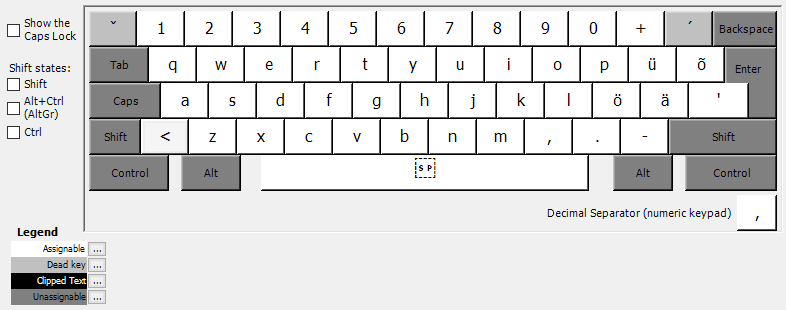 Show the
Caps Lock
Shift states:
Shift
Alt+Ctrl
(AltGr)
Ctrl
ˇ 1 2 3 4 5 6 7 8 9 0 + ´ Backspace
Tab q w e r t y u i o p ü õ Enter
Caps a s d f g h j k l ö ä '
Shift < z x c v b n m , . - Shift
Control Alt SP Alt Control
Decimal Separator (numeric keypad) ,
Legend
Assignable ...
Dead key ...
Clipped Text ...
Unassignable ...